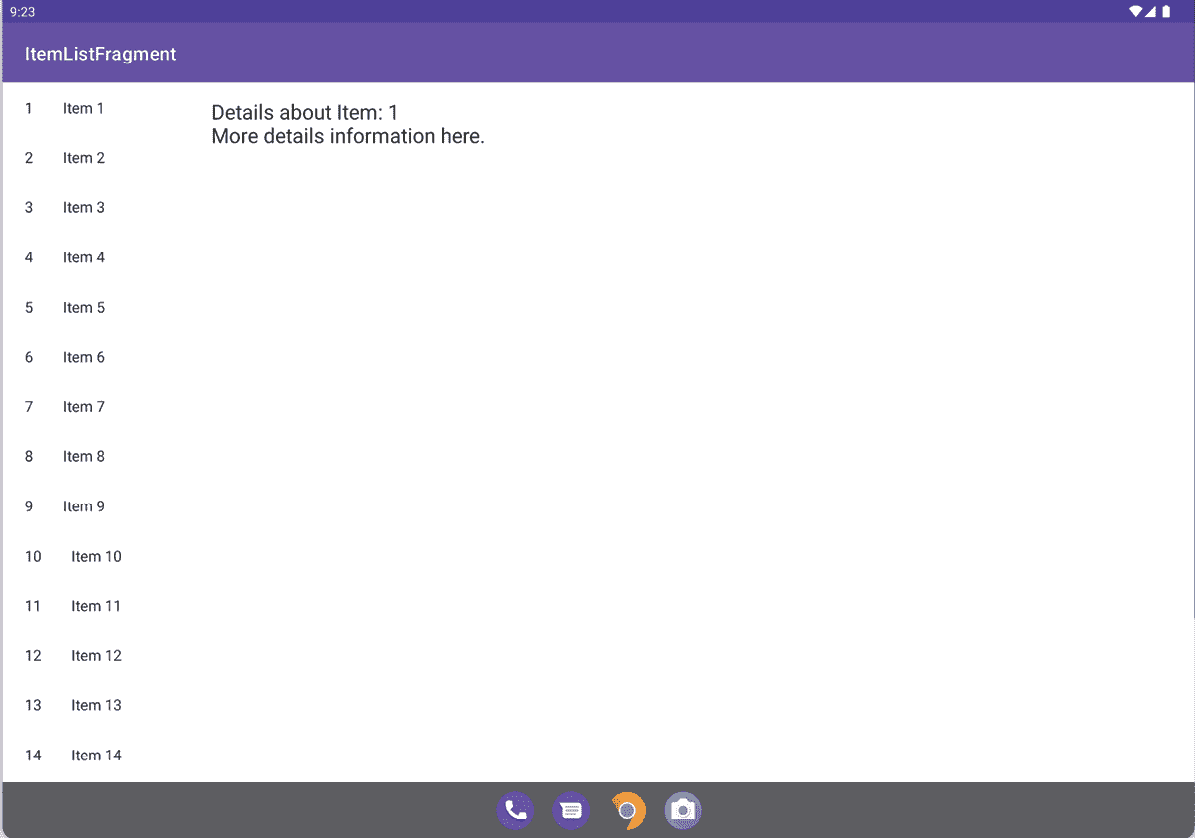 9:23
ItemListFragment
1 Item 1
2 Item 2
3 Item 3
4 Item 4
5 Item 5
6 Item 6
7 Item 7
8 Item 8
9 Item 9
10 Item 10
11 Item 11
12 Item 12
13 Item 13
14 Item 14
Details about Item: 1
More details information here.